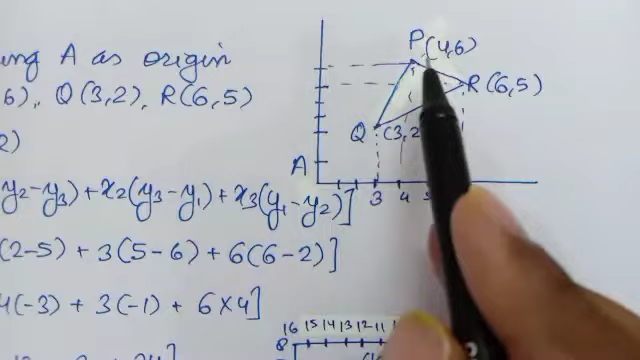 ing A as origin
6), Q(3,2), R(6,5)
2)
y₂-y₃)+x₂(y₃-y₁)+x₃(y₁-y₂)]
(2-5)+3(5-6)+6(6-2)]
4(-3)+3(-1)+6×4]
P(4,6)
R(6,5)
Q (3,2
A
3 4
16 15 14 13 12 11
8